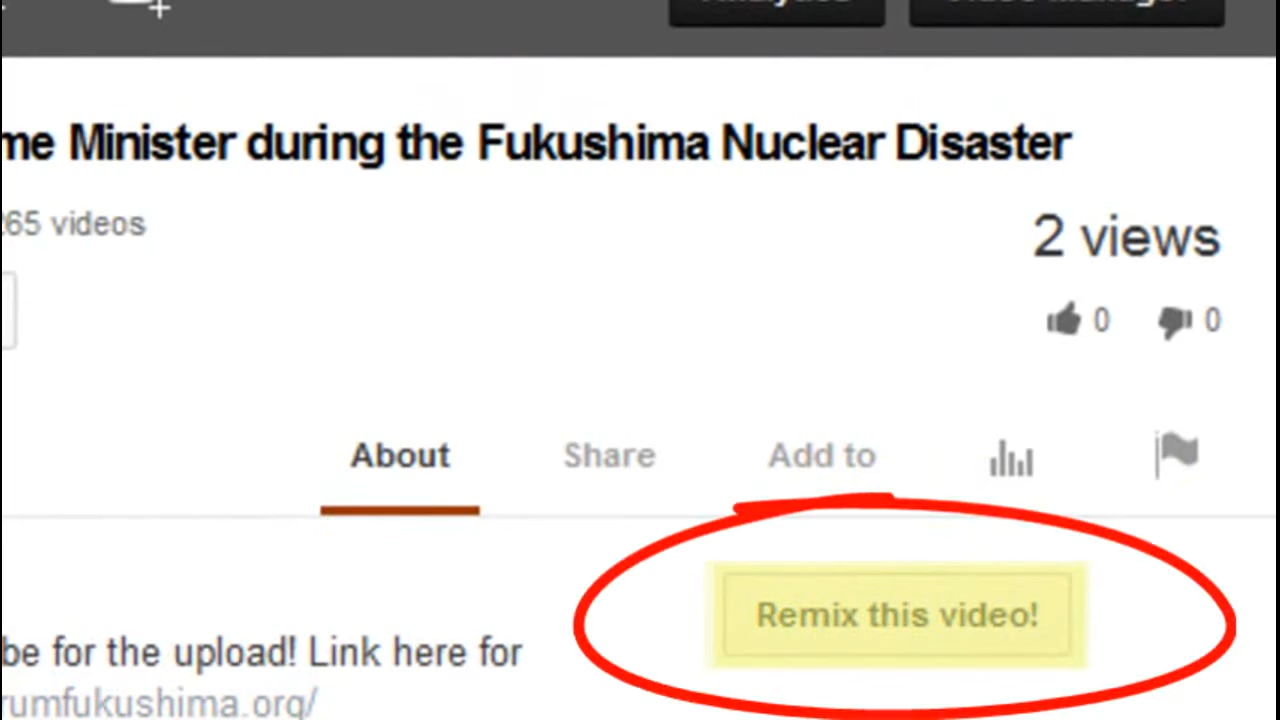 me Minister during the Fukushima Nuclear Disaster
265 videos
2 views
0 0
About Share Add to
Remix this video!
be for the upload! Link here for
rumfukushima.org/